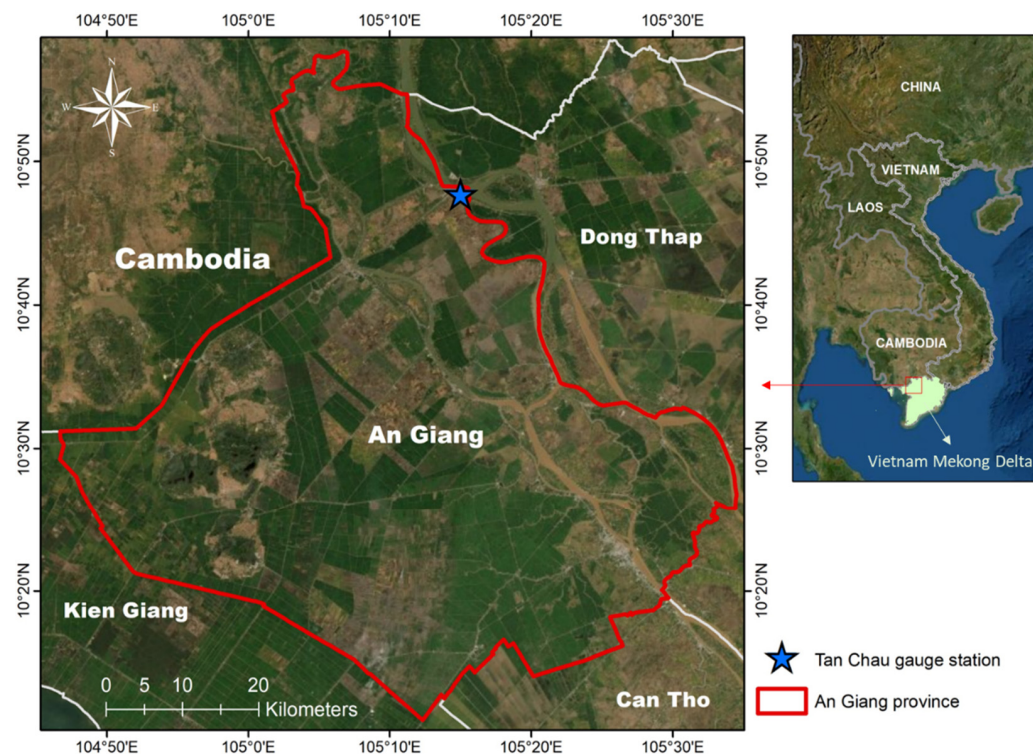 104°50'E 105°0'E 105°10'E 105°20'E 105°30'E
N
W E
S
10°50'N 10°50'N
Cambodia
Dong Thap
10°40'N 10°40'N
An Giang
10°30'N 10°30'N
10°20'N 10°20'N
Kien Giang
Can Tho
0 5 10 20
Kilometers
104°50'E 105°0'E 105°10'E 105°20'E 105°30'E
CHINA
VIETNAM
LAOS
CAMBODIA
Vietnam Mekong Delta
Tan Chau gauge station
An Giang province